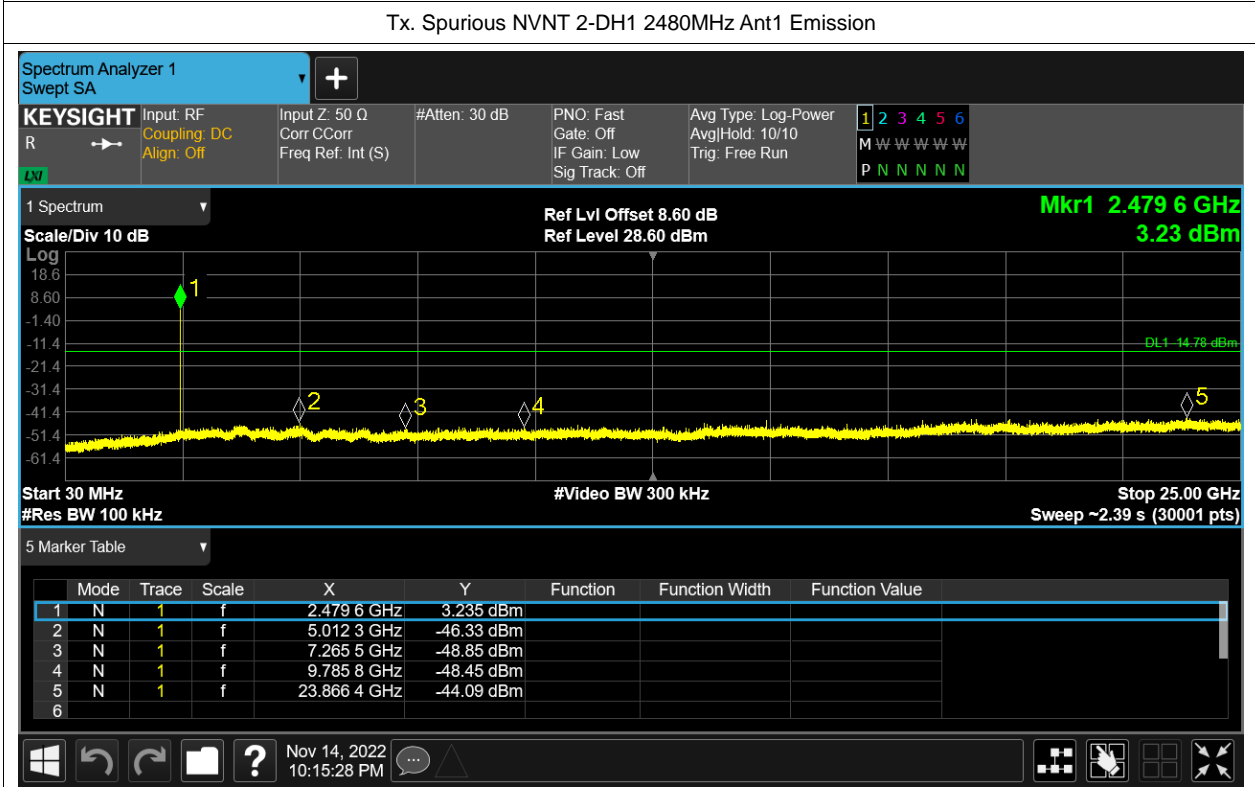 Tx. Spurious NVNT 2-DH1 2480MHz Ant1 Emission
Spectrum Analyzer 1
Swept SA
KEYSIGHT
R
LXI
Input: RF
Coupling: DC
Align: Off
Input Z: 50 Ω
Corr CCorr
Freq Ref: Int (S)
#Atten: 30 dB
PNO: Fast
Gate: Off
IF Gain: Low
Sig Track: Off
Avg Type: Log-Power
Avg|Hold: 10/10
Trig: Free Run
1 2 3 4 5 6
M W W W W W
P N N N N N
1 Spectrum
Scale/Div 10 dB
Ref Lvl Offset 8.60 dB
Ref Level 28.60 dBm
Mkr1 2.479 6 GHz
3.23 dBm
Log
18.6
8.60
-1.40
-11.4
-21.4
-31.4
-41.4
-51.4
-61.4
1
2
3
4
5
DL1 -14.78 dBm
Start 30 MHz
#Res BW 100 kHz
#Video BW 300 kHz
Stop 25.00 GHz
Sweep ~2.39 s (30001 pts)
5 Marker Table
Mode Trace Scale X Y Function Function Width Function Value
1 N 1 f 2.479 6 GHz 3.235 dBm
2 N 1 f 5.012 3 GHz -46.33 dBm
3 N 1 f 7.265 5 GHz -48.85 dBm
4 N 1 f 9.785 8 GHz -48.45 dBm
5 N 1 f 23.866 4 GHz -44.09 dBm
6
?
Nov 14, 2022
10:15:28 PM